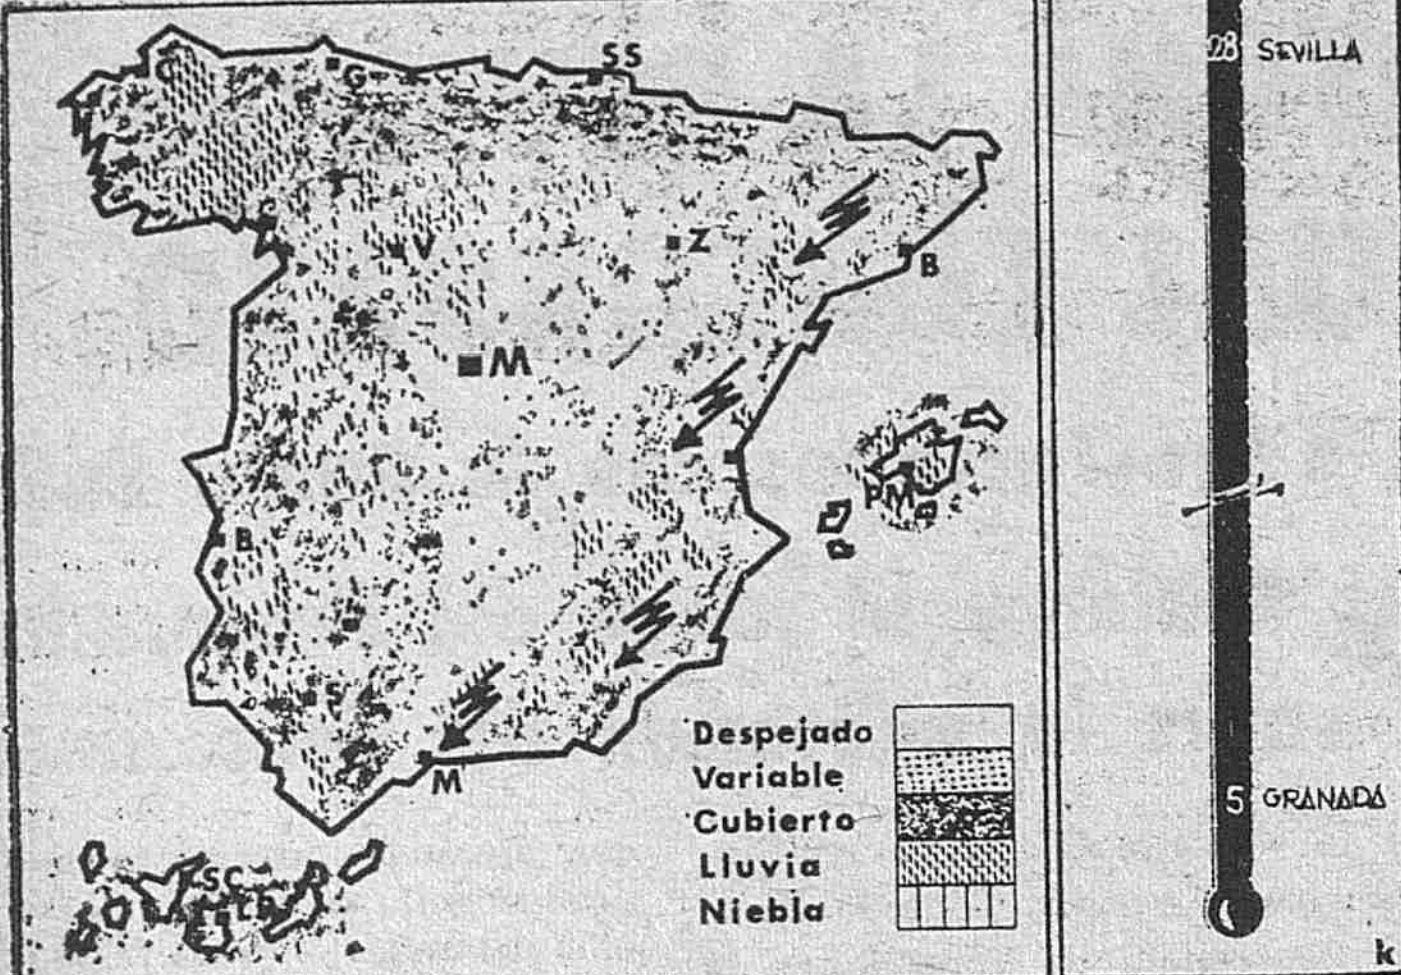 SS
G
V
Z
B
M
PM
B
S
M
SC
Despejado
Variable
Cubierto
Lluvia
Niebla
28 SEVILLA
5 GRANADA
k